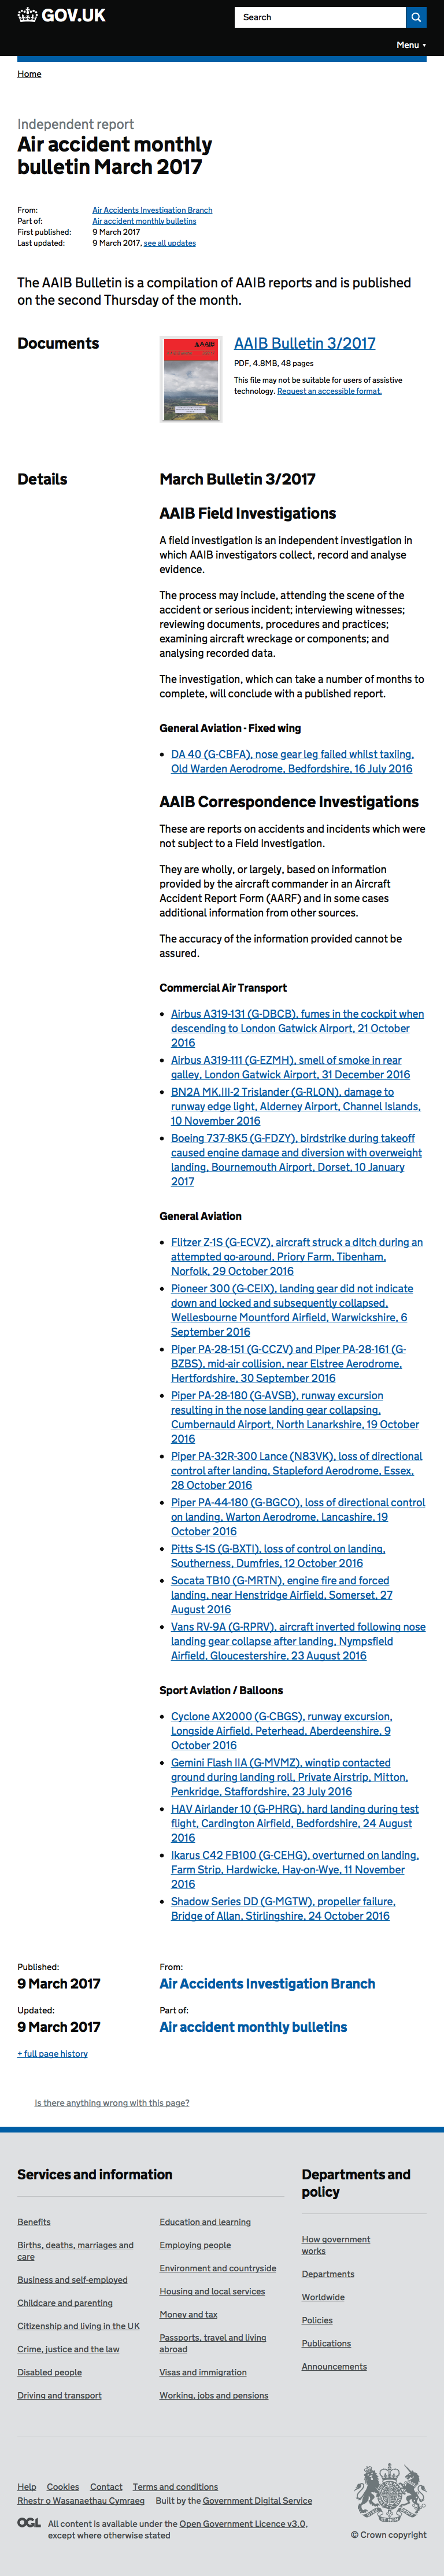 GOV.UK
Search
Menu ▼
Home
Independent report
Air accident monthly
bulletin March 2017
From: Air Accidents Investigation Branch
Part of: Air accident monthly bulletins
First published: 9 March 2017
Last updated: 9 March 2017, see all updates
The AAIB Bulletin is a compilation of AAIB reports and is published
on the second Thursday of the month.
Documents
AAIB
AAIB Bulletin 3/2017
PDF, 4.8MB, 48 pages
This file may not be suitable for users of assistive
technology. Request an accessible format.
Details
March Bulletin 3/2017
AAIB Field Investigations
A field investigation is an independent investigation in
which AAIB investigators collect, record and analyse
evidence.
The process may include, attending the scene of the
accident or serious incident; interviewing witnesses;
reviewing documents, procedures and practices;
examining aircraft wreckage or components; and
analysing recorded data.
The investigation, which can take a number of months to
complete, will conclude with a published report.
General Aviation - Fixed wing
• DA 40 (G-CBFA), nose gear leg failed whilst taxiing,
Old Warden Aerodrome, Bedfordshire, 16 July 2016
AAIB Correspondence Investigations
These are reports on accidents and incidents which were
not subject to a Field Investigation.
They are wholly, or largely, based on information
provided by the aircraft commander in an Aircraft
Accident Report Form (AARF) and in some cases
additional information from other sources.
The accuracy of the information provided cannot be
assured.
Commercial Air Transport
• Airbus A319-131 (G-DBCB), fumes in the cockpit when
descending to London Gatwick Airport, 21 October
2016
• Airbus A319-111 (G-EZMH), smell of smoke in rear
galley, London Gatwick Airport, 31 December 2016
• BN2A MK.III-2 Trislander (G-RLON), damage to
runway edge light, Alderney Airport, Channel Islands,
10 November 2016
• Boeing 737-8K5 (G-FDZY), birdstrike during takeoff
caused engine damage and diversion with overweight
landing, Bournemouth Airport, Dorset, 10 January
2017
General Aviation
• Flitzer Z-1S (G-ECVZ), aircraft struck a ditch during an
attempted go-around, Priory Farm, Tibenham,
Norfolk, 29 October 2016
• Pioneer 300 (G-CEIX), landing gear did not indicate
down and locked and subsequently collapsed,
Wellesbourne Mountford Airfield, Warwickshire, 6
September 2016
• Piper PA-28-151 (G-CCZV) and Piper PA-28-161 (G-
BZBS), mid-air collision, near Elstree Aerodrome,
Hertfordshire, 30 September 2016
• Piper PA-28-180 (G-AVSB), runway excursion
resulting in the nose landing gear collapsing,
Cumbernauld Airport, North Lanarkshire, 19 October
2016
• Piper PA-32R-300 Lance (N83VK), loss of directional
control after landing, Stapleford Aerodrome, Essex,
28 October 2016
• Piper PA-44-180 (G-BGCO), loss of directional control
on landing, Warton Aerodrome, Lancashire, 19
October 2016
• Pitts S-1S (G-BXTI), loss of control on landing,
Southerness, Dumfries, 12 October 2016
• Socata TB10 (G-MRTN), engine fire and forced
landing, near Henstridge Airfield, Somerset, 27
August 2016
• Vans RV-9A (G-RPRV), aircraft inverted following nose
landing gear collapse after landing, Nympsfield
Airfield, Gloucestershire, 23 August 2016
Sport Aviation / Balloons
• Cyclone AX2000 (G-CBGS), runway excursion,
Longside Airfield, Peterhead, Aberdeenshire, 9
October 2016
• Gemini Flash IIA (G-MVMZ), wingtip contacted
ground during landing roll, Private Airstrip, Mitton,
Penkridge, Staffordshire, 23 July 2016
• HAV Airlander 10 (G-PHRG), hard landing during test
flight, Cardington Airfield, Bedfordshire, 24 August
2016
• Ikarus C42 FB100 (G-CEHG), overturned on landing,
Farm Strip, Hardwicke, Hay-on-Wye, 11 November
2016
• Shadow Series DD (G-MGTW), propeller failure,
Bridge of Allan, Stirlingshire, 24 October 2016
Published: From:
9 March 2017 Air Accidents Investigation Branch
Updated: Part of:
9 March 2017 Air accident monthly bulletins
+ full page history
Is there anything wrong with this page?
Services and information
Benefits
Births, deaths, marriages and
care
Business and self-employed
Childcare and parenting
Citizenship and living in the UK
Crime, justice and the law
Disabled people
Driving and transport
Education and learning
Employing people
Environment and countryside
Housing and local services
Money and tax
Passports, travel and living
abroad
Visas and immigration
Working, jobs and pensions
Departments and
policy
How government
works
Departments
Worldwide
Policies
Publications
Announcements
Help Cookies Contact Terms and conditions
Rhestr o Wasanaethau Cymraeg Built by the Government Digital Service
OGL All content is available under the Open Government Licence v3.0,
except where otherwise stated
© Crown copyright